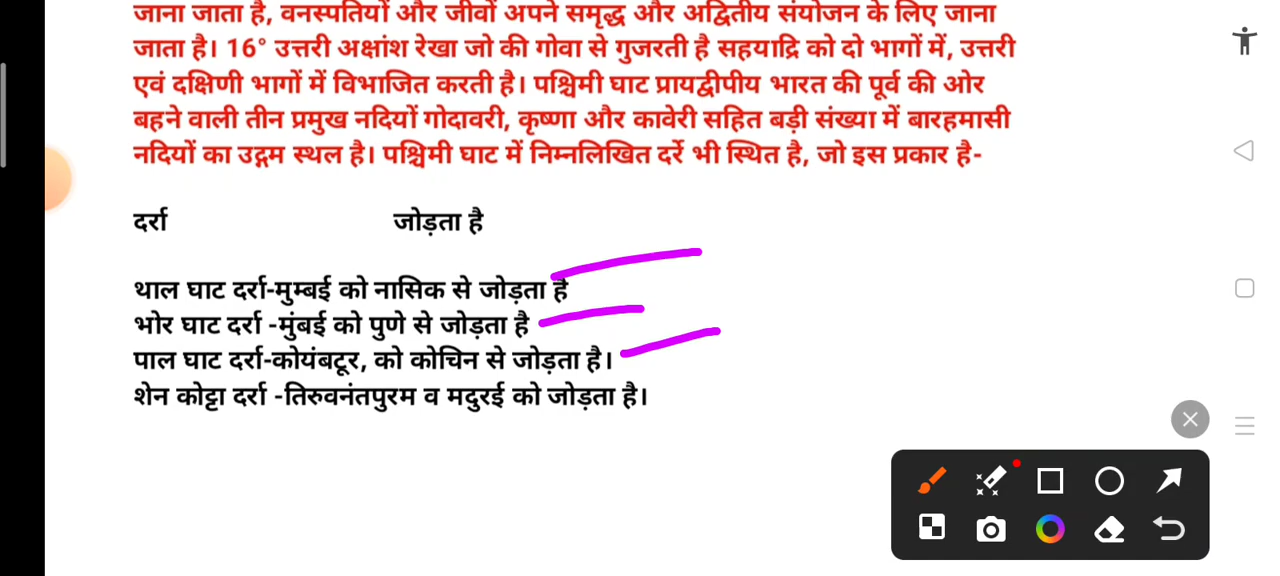 जाना जाता है, वनस्पतियों और जीवों अपने समृद्ध और अद्वितीय संयोजन के लिए जाना
जाता है। 16° उत्तरी अक्षांश रेखा जो की गोवा से गुजरती है सहयाद्रि को दो भागों में, उत्तरी
एवं दक्षिणी भागों में विभाजित करती है। पश्चिमी घाट प्रायद्वीपीय भारत की पूर्व की ओर
बहने वाली तीन प्रमुख नदियों गोदावरी, कृष्णा और कावेरी सहित बड़ी संख्या में बारहमासी
नदियों का उद्गम स्थल है। पश्चिमी घाट में निम्नलिखित दर्रे भी स्थित है, जो इस प्रकार है-
दर्रा जोड़ता है
थाल घाट दर्रा-मुम्बई को नासिक से जोड़ता है
भोर घाट दर्रा -मुंबई को पुणे से जोड़ता है
पाल घाट दर्रा-कोयंबटूर, को कोचिन से जोड़ता है।
शेन कोट्टा दर्रा -तिरुवनंतपुरम व मदुरई को जोड़ता है।